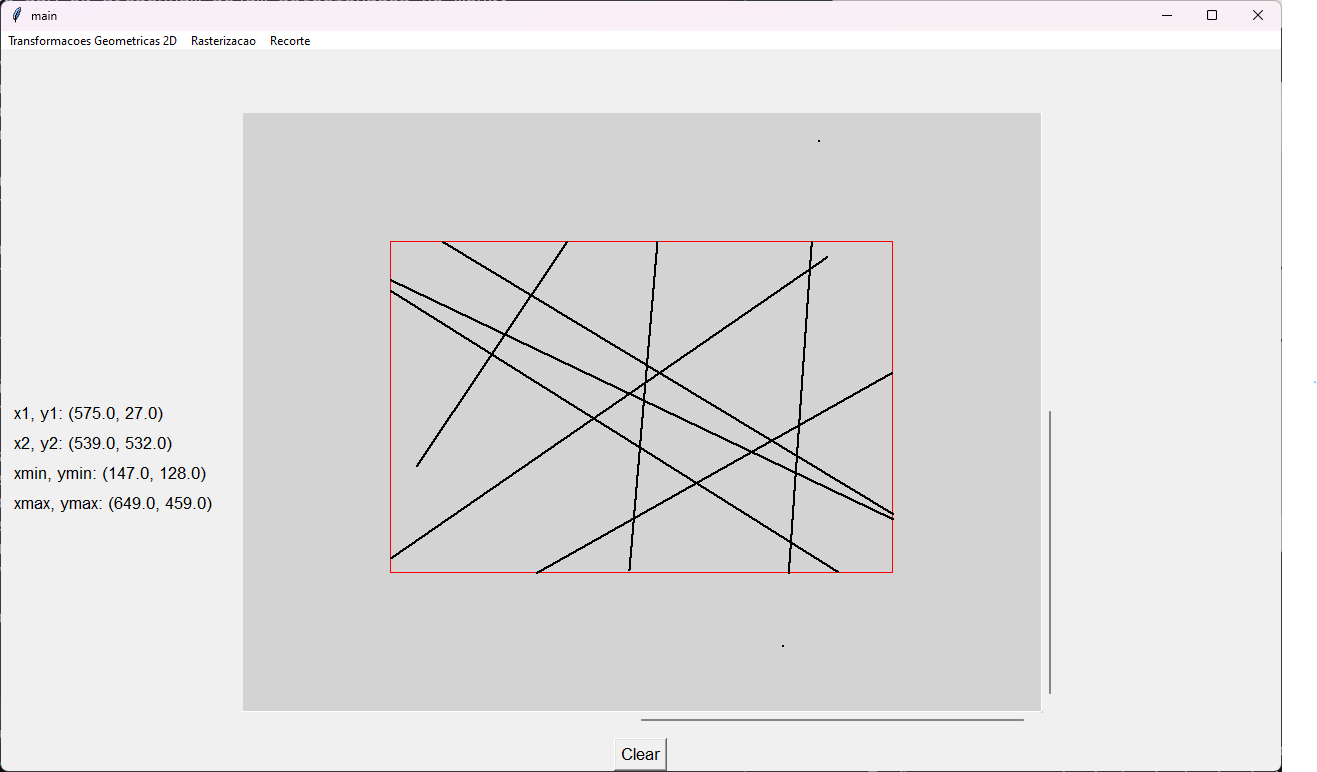 main
Transformacoes Geometricas 2D Rasterizacao Recorte
x1, y1: (575.0, 27.0)
x2, y2: (539.0, 532.0)
xmin, ymin: (147.0, 128.0)
xmax, ymax: (649.0, 459.0)
Clear